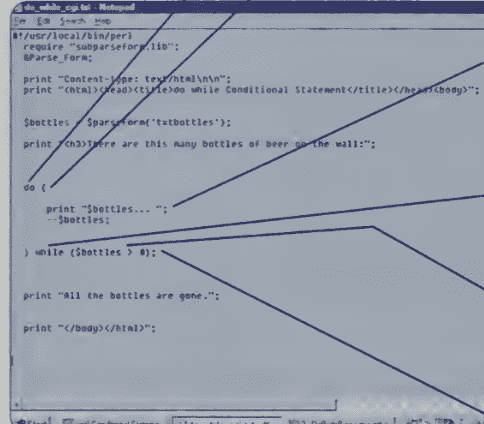 do_while_cgi.txt - Notepad
File Edit Search Help
#!/usr/local/bin/perl
require "subparseform.lib";
&Parse_Form;
print "Content-type: text/html\n\n";
print "<html><head><title>do while Conditional Statement</title></head><body>";
$bottles = $parseform{'txtbottles'};
print "<h3>There are this many bottles of beer on the wall:";
do {
print "$bottles... ";
--$bottles;
} while ($bottles > 0);
print "All the bottles are gone.";
print "</body></html>";
Start